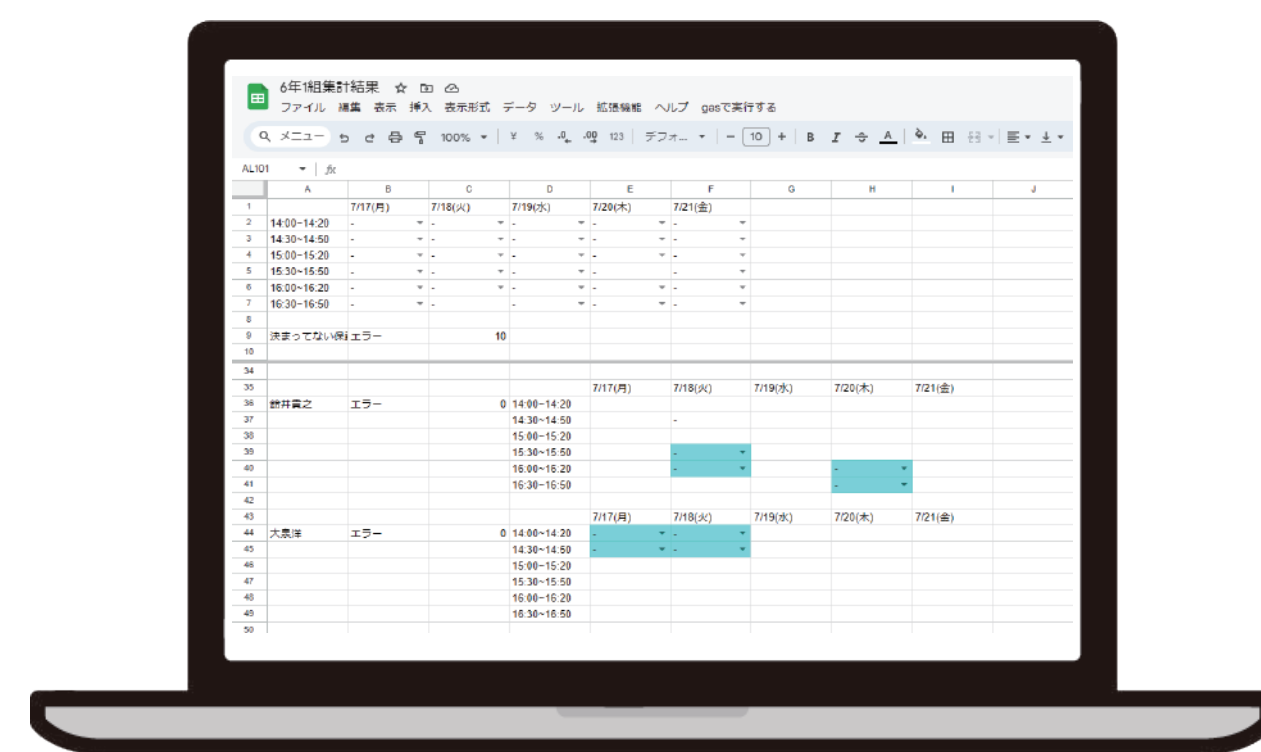 6年1組集計結果
ファイル 編集 表示 挿入 表示形式 データ ツール 拡張機能 ヘルプ gasで実行する
メニュー 100% ¥ % .0 .00 123 デフォ... − 10 + B I A
AL101 fx
A B C D E F G H I J
1 7/17(月) 7/18(火) 7/19(水) 7/20(木) 7/21(金)
2 14:00~14:20 - - - - -
3 14:30~14:50 - - - - -
4 15:00~15:20 - - - - -
5 15:30~15:50 - - - - -
6 16:00~16:20 - - - - -
7 16:30~16:50 - - - - -
8
9 決まってない保 エラー 10
10
34
35 7/17(月) 7/18(火) 7/19(水) 7/20(木) 7/21(金)
36 井貴之 エラー 0 14:00~14:20
37 14:30~14:50 -
38 15:00~15:20
39 15:30~15:50 -
40 16:00~16:20 - -
41 16:30~16:50 -
42
43 7/17(月) 7/18(火) 7/19(水) 7/20(木) 7/21(金)
44 大泉洋 エラー 0 14:00~14:20 - -
45 14:30~14:50 - -
46 15:00~15:20
47 15:30~15:50
48 16:00~16:20
49 16:30~16:50
50